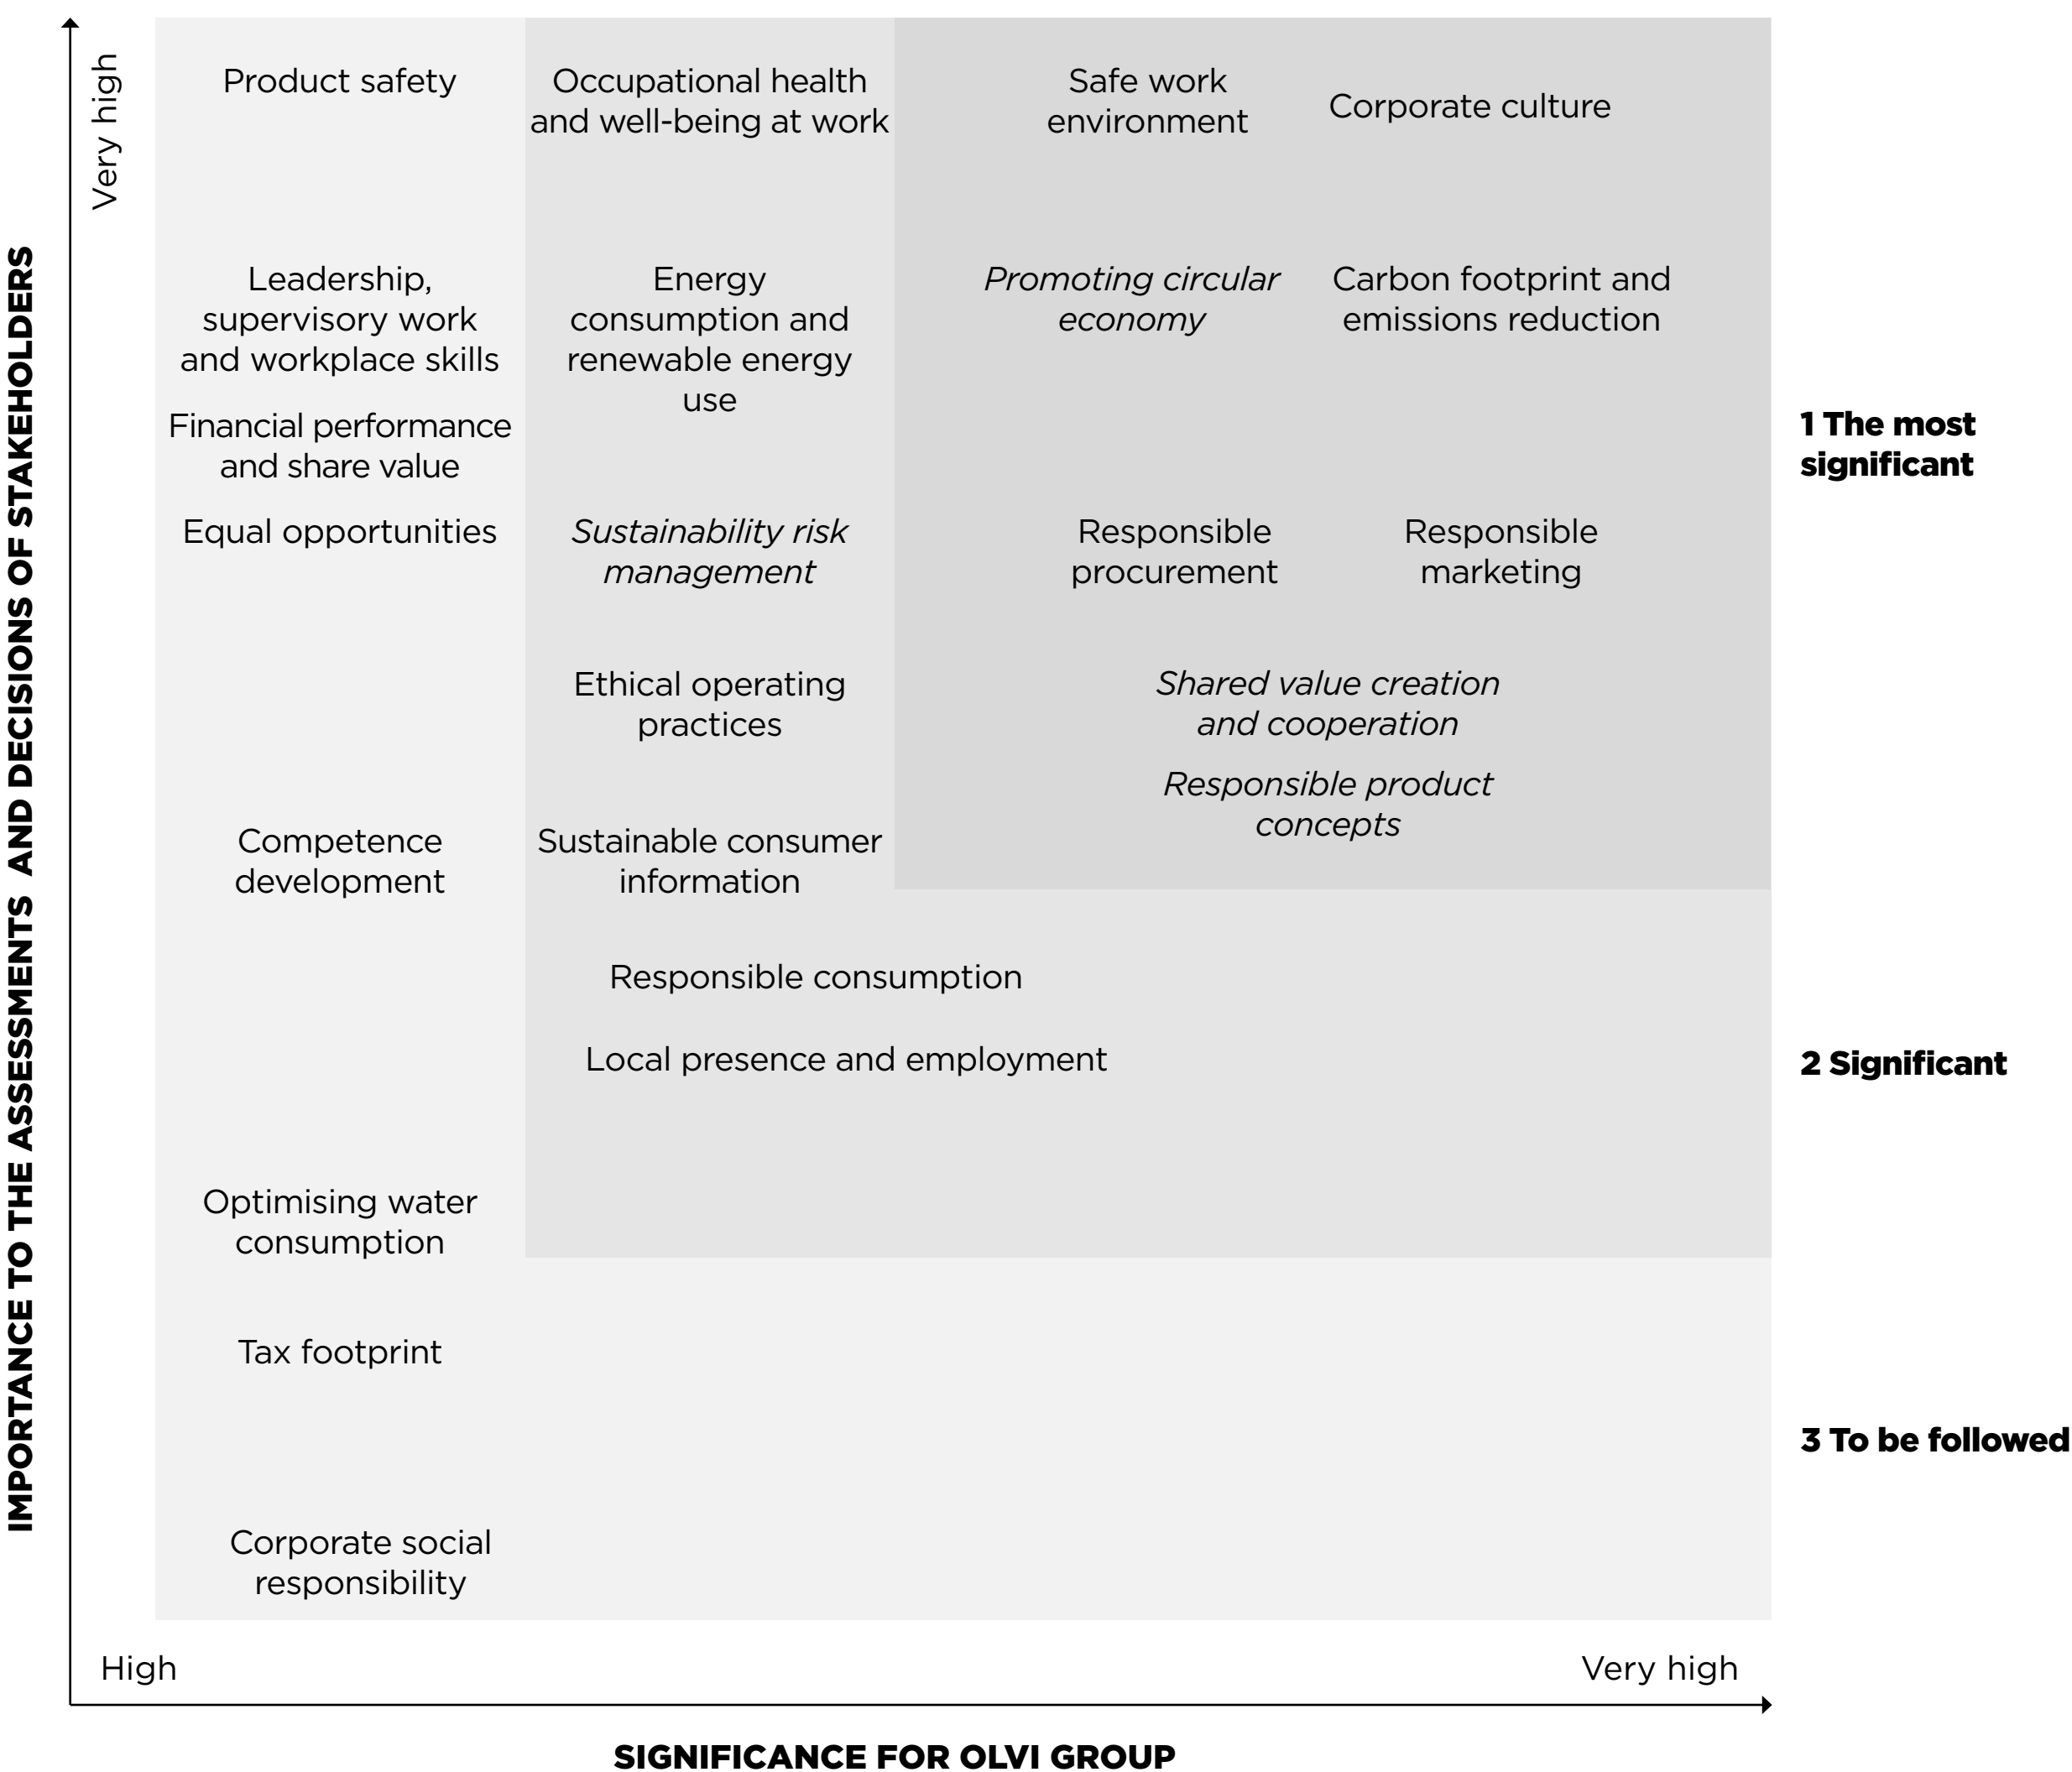 Very high
IMPORTANCE TO THE ASSESSMENTS AND DECISIONS OF STAKEHOLDERS
Product safety
Occupational health
and well-being at work
Safe work
environment
Corporate culture
Leadership,
supervisory work
and workplace skills
Energy
consumption and
renewable energy
use
Promoting circular
economy
Carbon footprint and
emissions reduction
Financial performance
and share value
1 The most
significant
Equal opportunities
Sustainability risk
management
Responsible
procurement
Responsible
marketing
Ethical operating
practices
Shared value creation
and cooperation
Responsible product
concepts
Competence
development
Sustainable consumer
information
Responsible consumption
Local presence and employment
2 Significant
Optimising water
consumption
Tax footprint
3 To be followed
Corporate social
responsibility
High
Very high
SIGNIFICANCE FOR OLVI GROUP